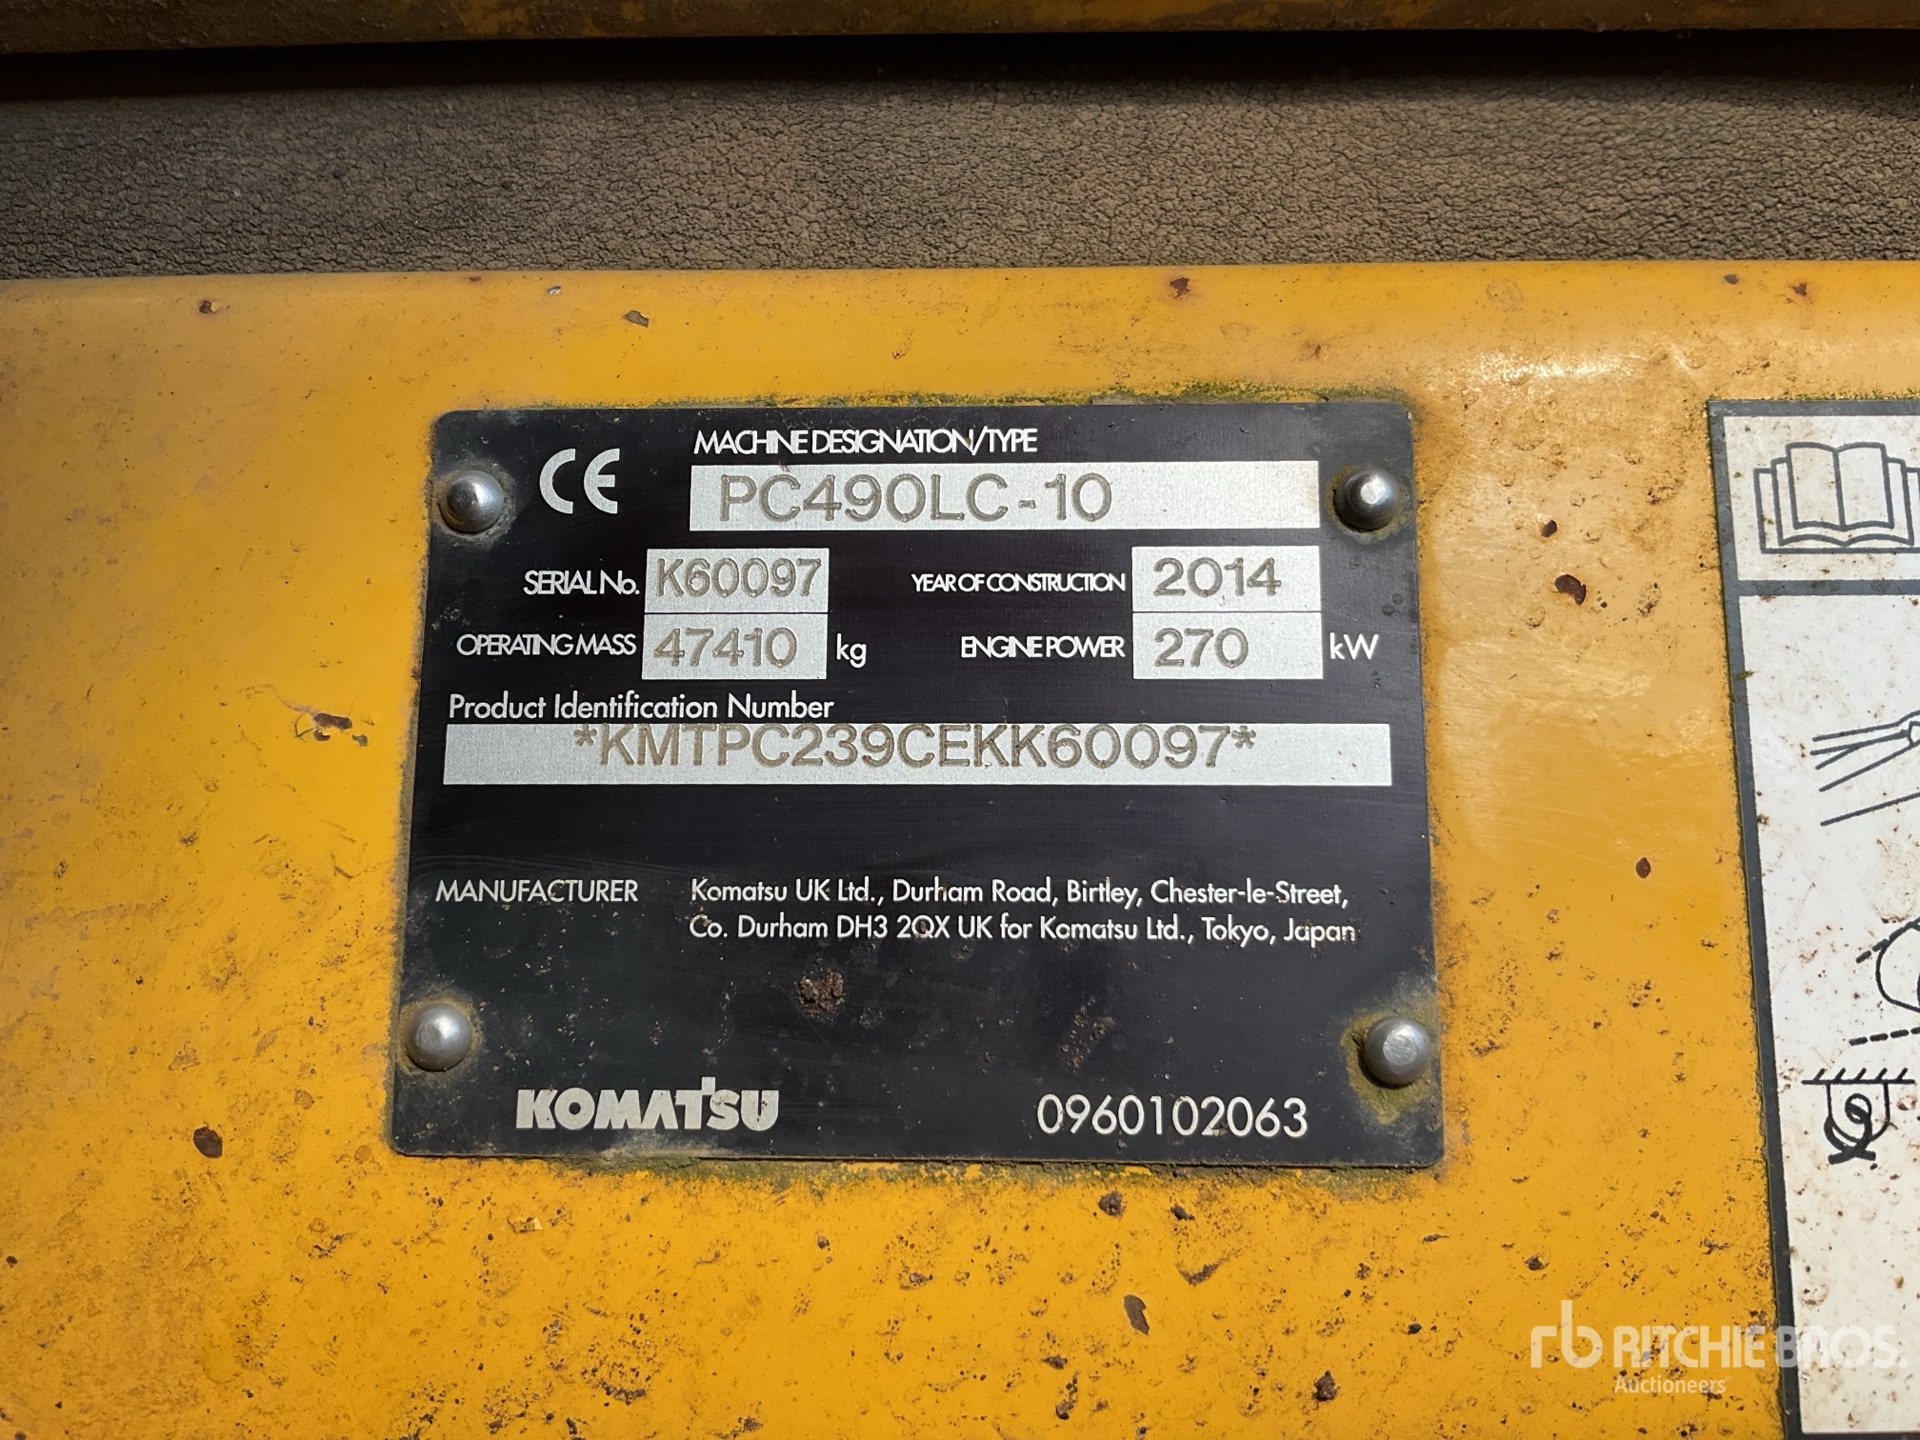 CE
MACHINE DESIGNATION/TYPE
PC490LC-10
SERIAL No. K60097 YEAR OF CONSTRUCTION 2014
OPERATING MASS 47410 kg ENGINE POWER 270 kW
Product Identification Number
*KMTPC239CEKK60097*
MANUFACTURER Komatsu UK Ltd., Durham Road, Birtley, Chester-le-Street,
Co. Durham DH3 2QX UK for Komatsu Ltd., Tokyo, Japan
KOMATSU 0960102063
rb RITCHIE BROS.
Auctioneers